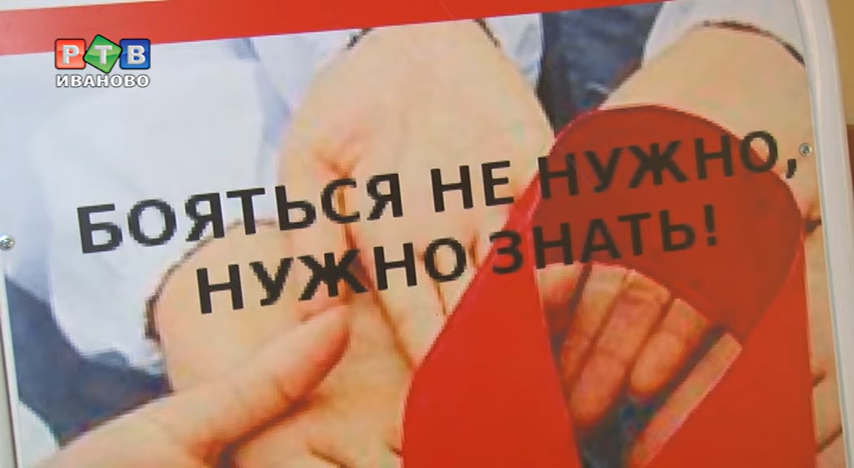 РТВ
ИВАНОВО
БОЯТЬСЯ НЕ НУЖНО,
НУЖНО ЗНАТЬ!